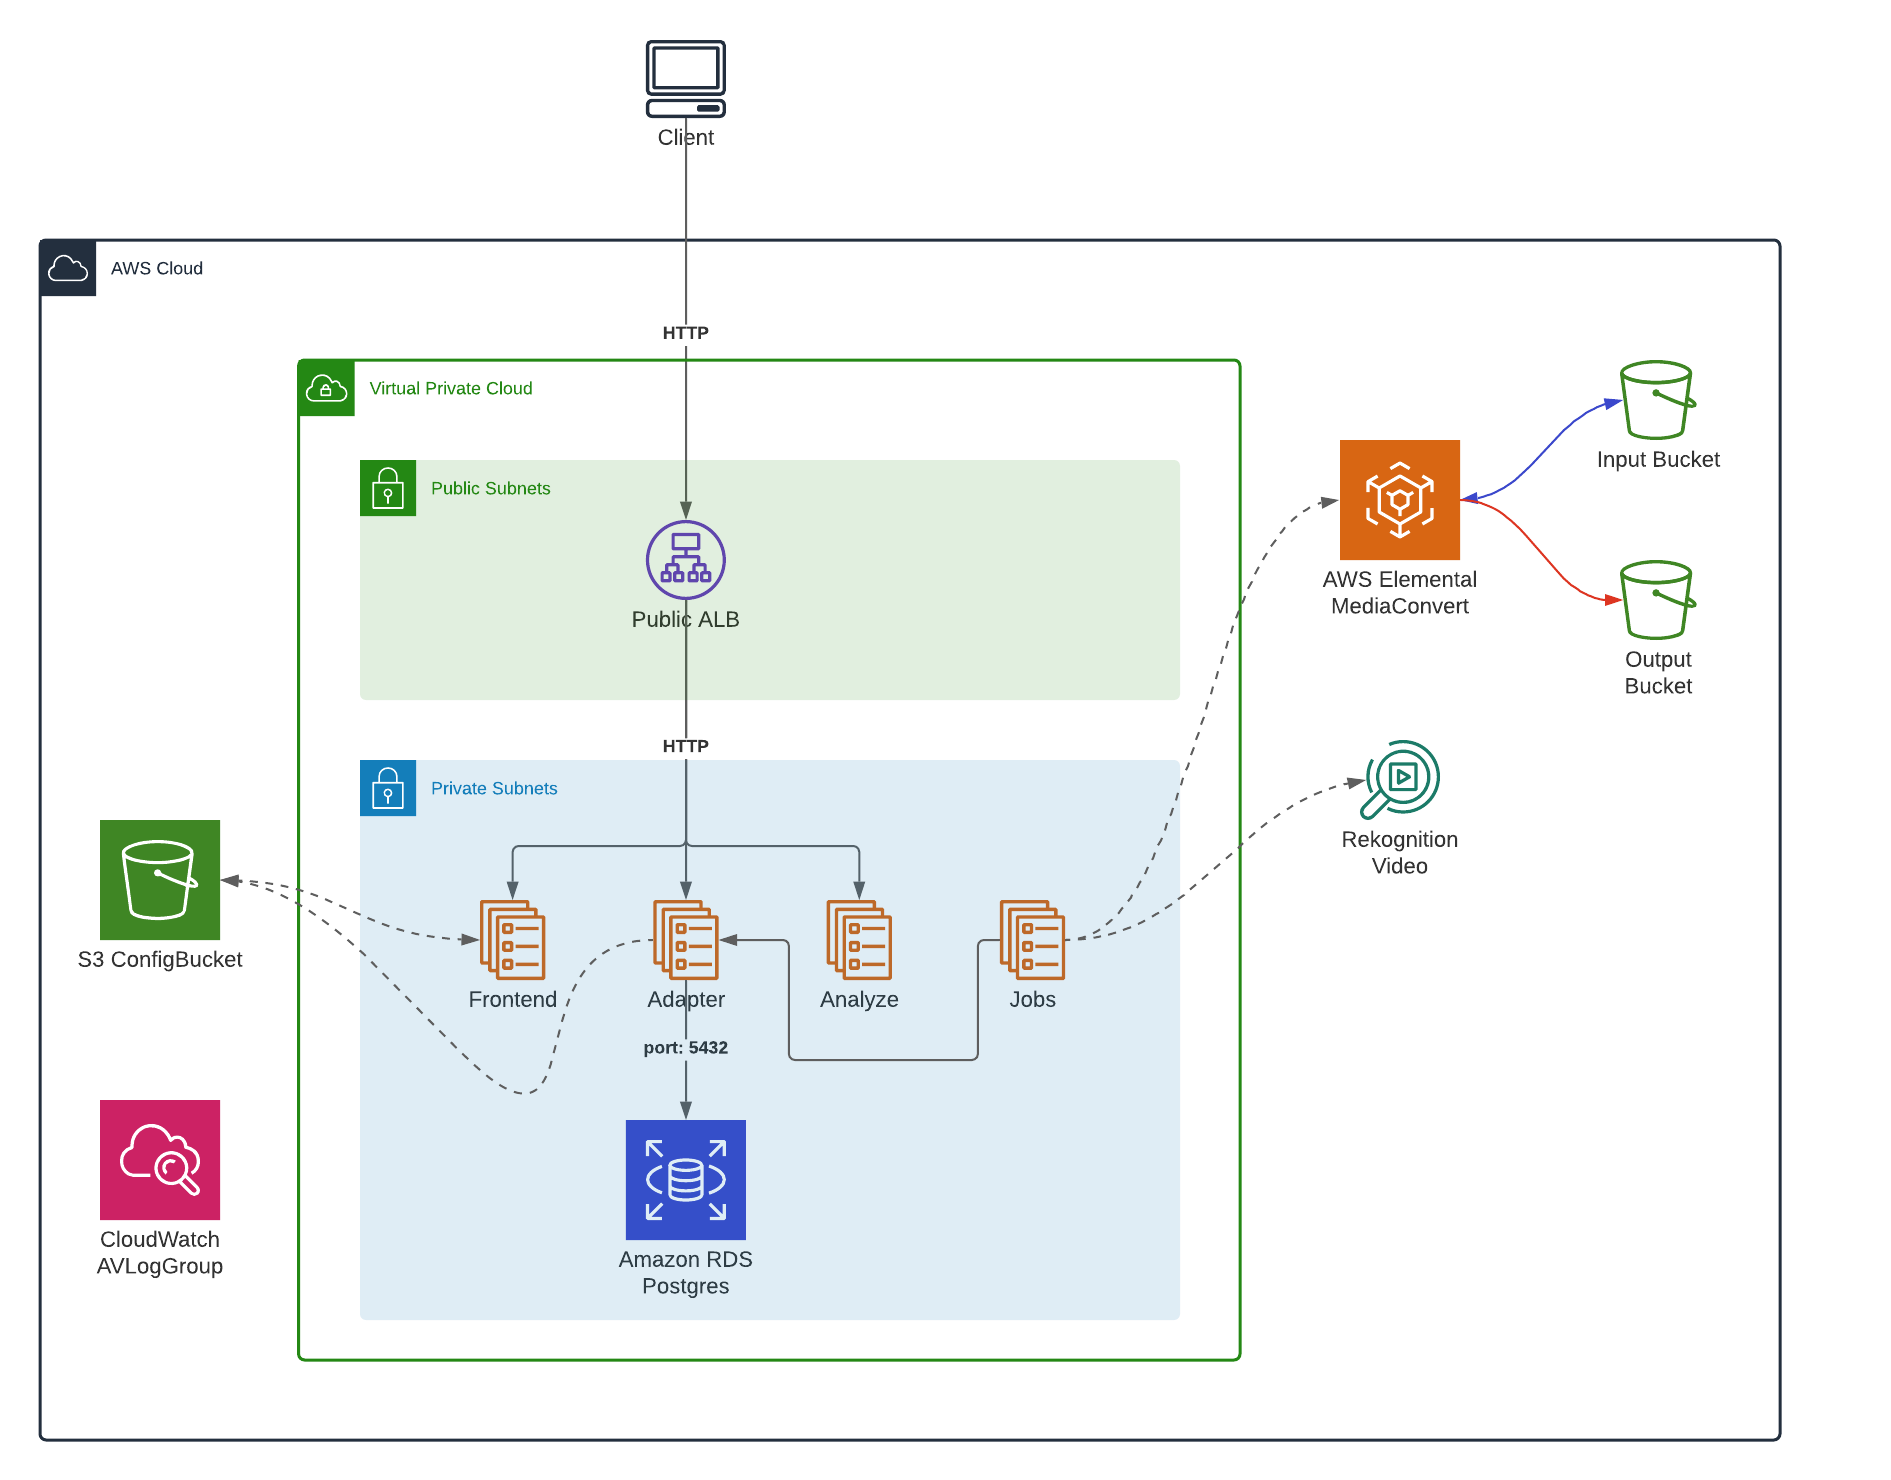 Client
AWS Cloud
HTTP
Virtual Private Cloud
Public Subnets
Public ALB
HTTP
Private Subnets
Input Bucket
AWS Elemental
MediaConvert
Output
Bucket
Rekognition
Video
S3 ConfigBucket
Frontend
Adapter
Analyze
Jobs
port: 5432
CloudWatch
AVLogGroup
Amazon RDS
Postgres